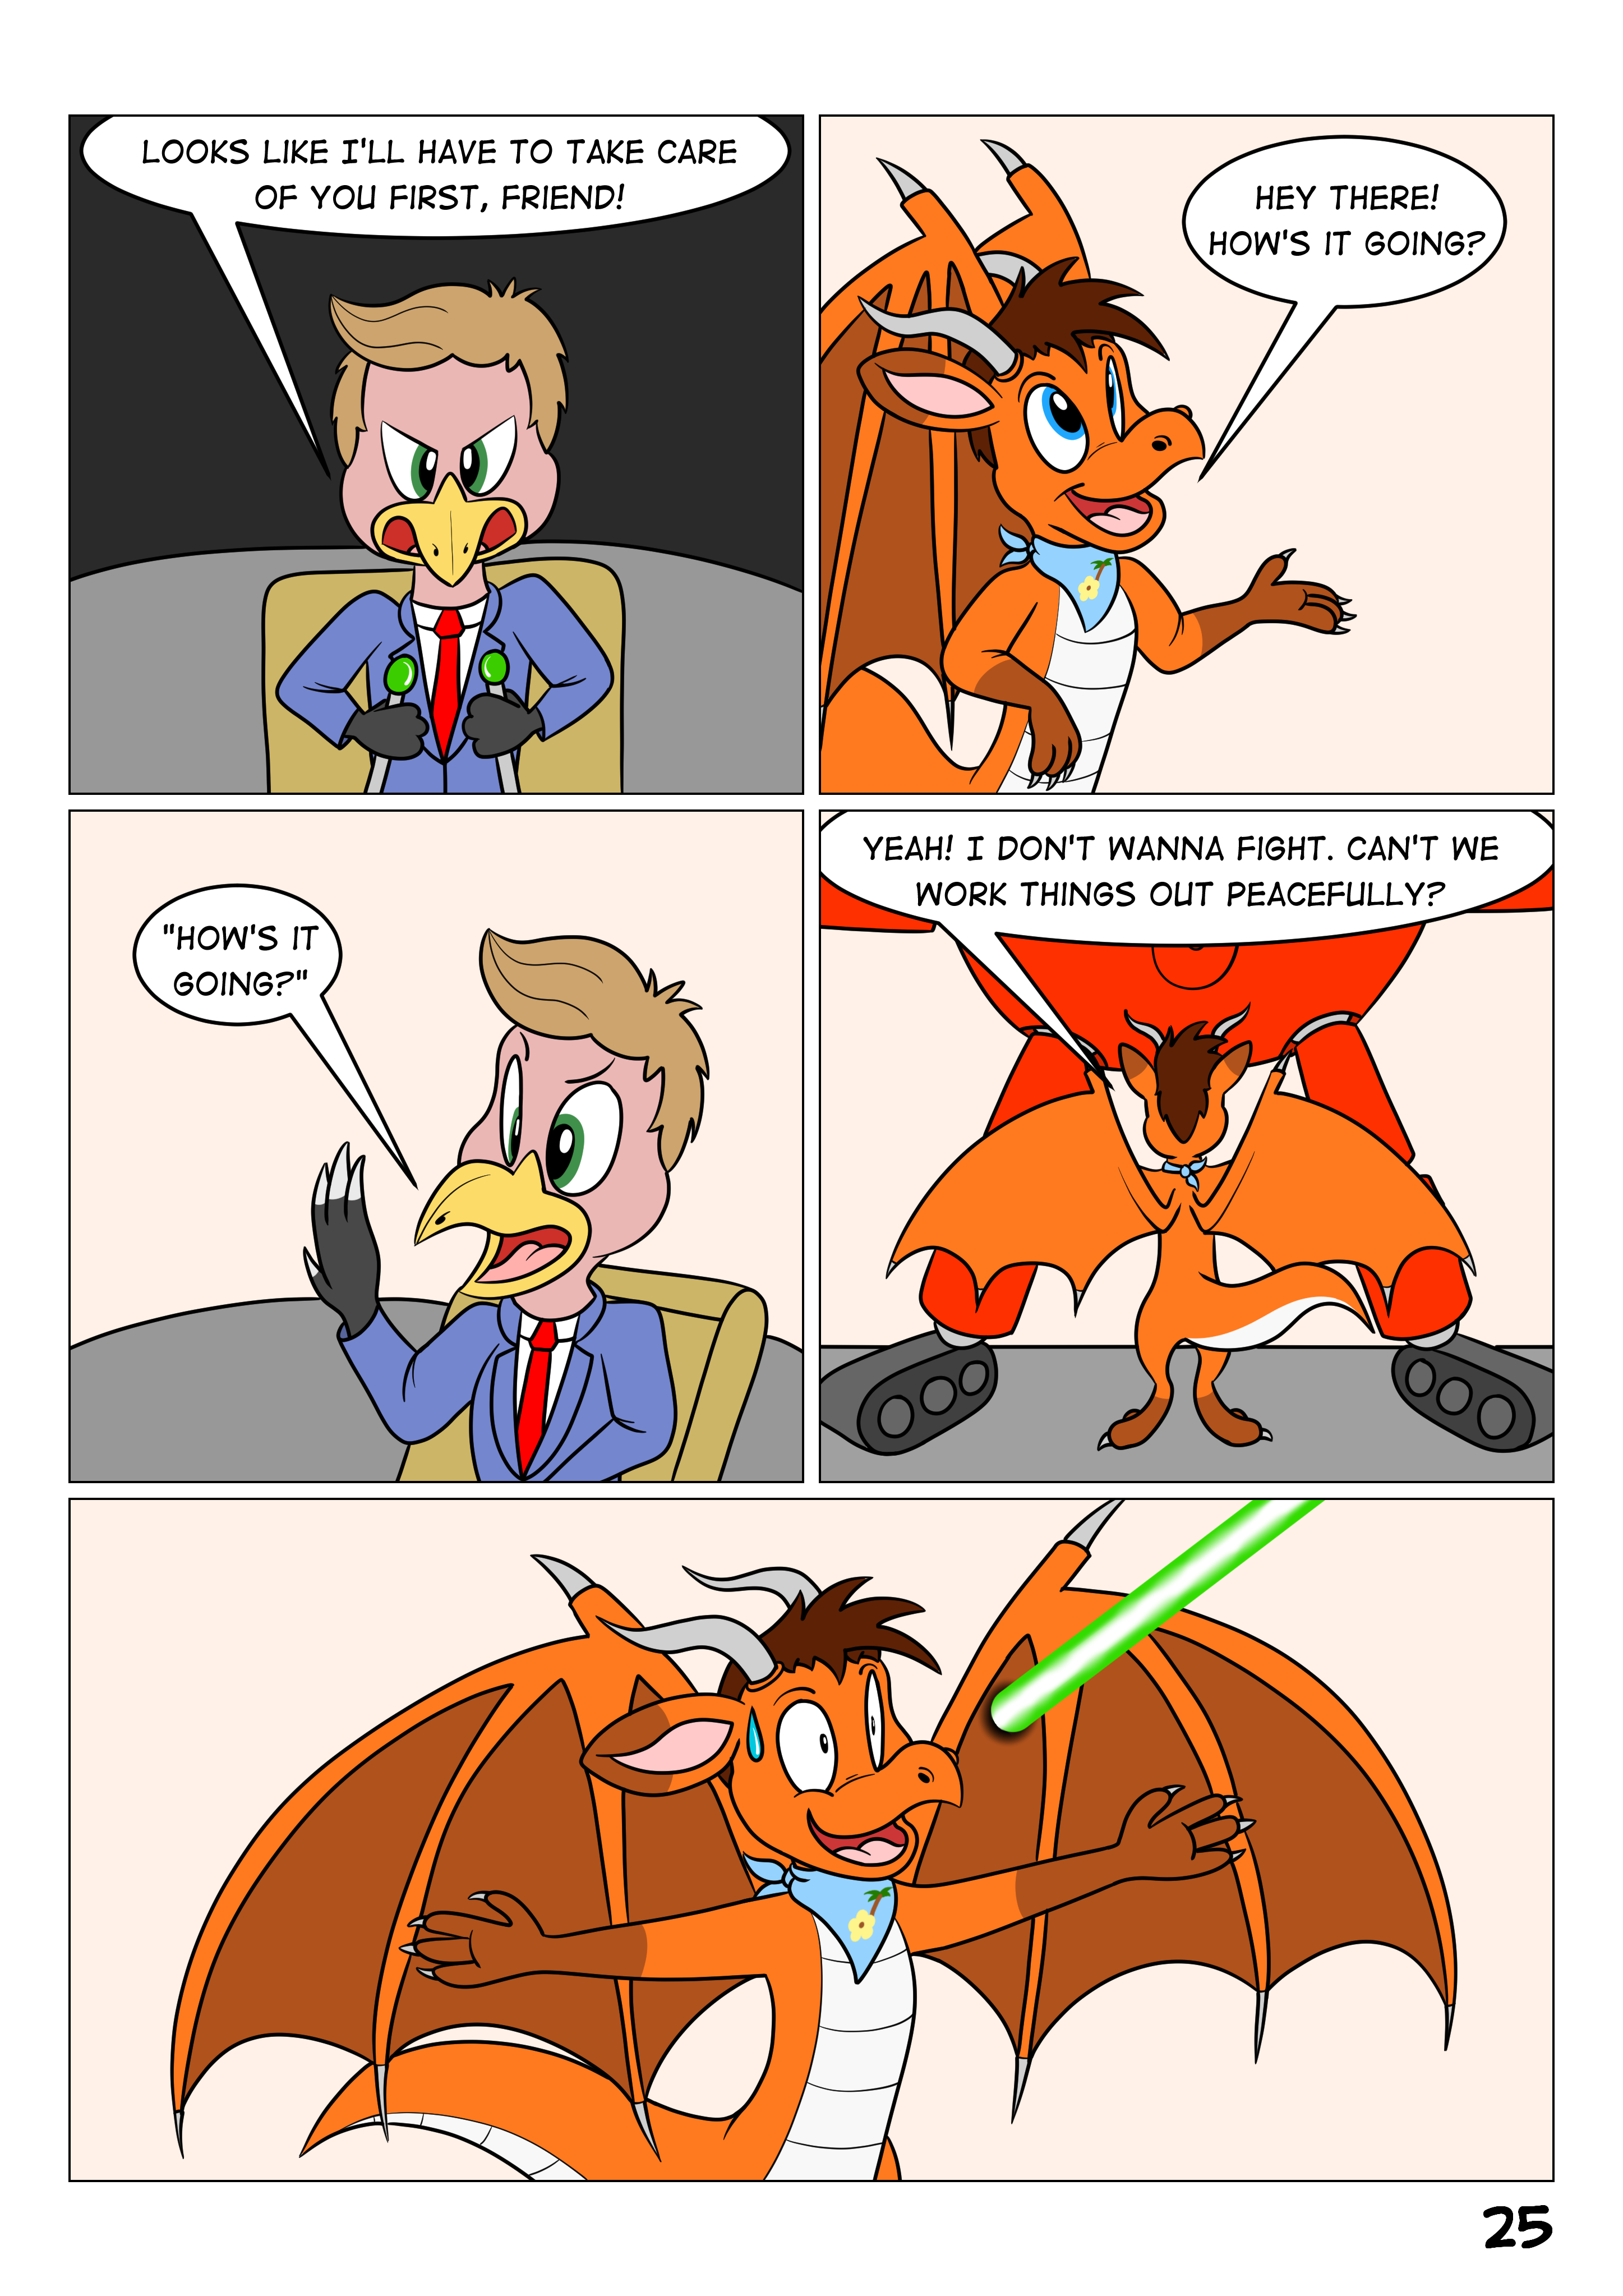 LOOKS LIKE I'LL HAVE TO TAKE CARE
OF YOU FIRST, FRIEND!
HEY THERE!
HOW'S IT GOING?
"HOW'S IT
GOING?"
YEAH! I DON'T WANNA FIGHT. CAN'T WE
WORK THINGS OUT PEACEFULLY?
25